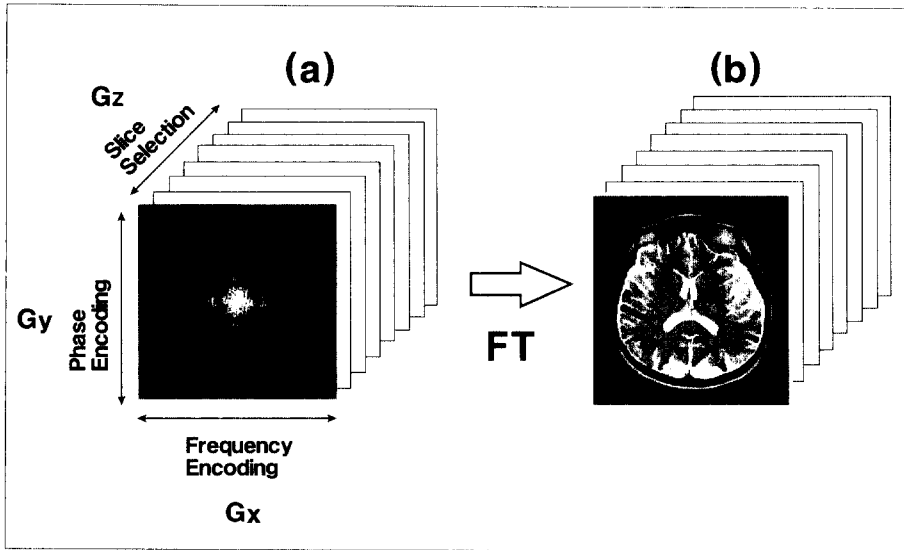 (a)
(b)
Gz
Slice
Selection
Gy
Phase
Encoding
FT
Frequency
Encoding
Gx